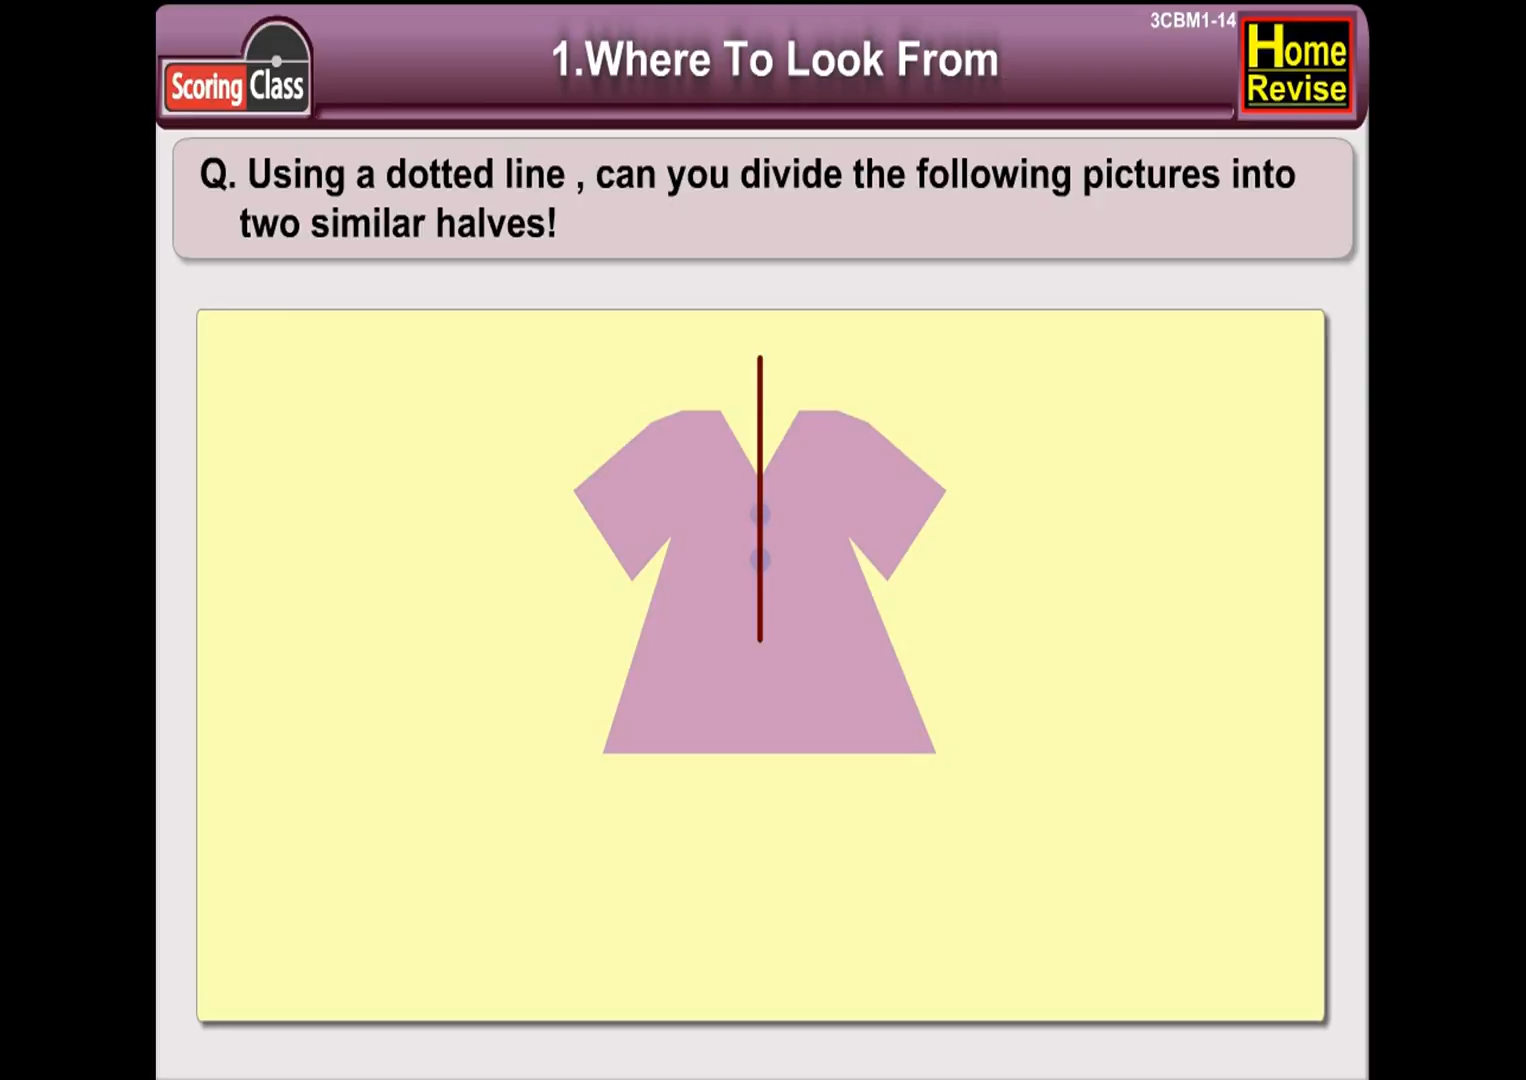 3CBM1-14
1.Where To Look From
Scoring Class
Home
Revise
Q. Using a dotted line , can you divide the following pictures into
two similar halves!